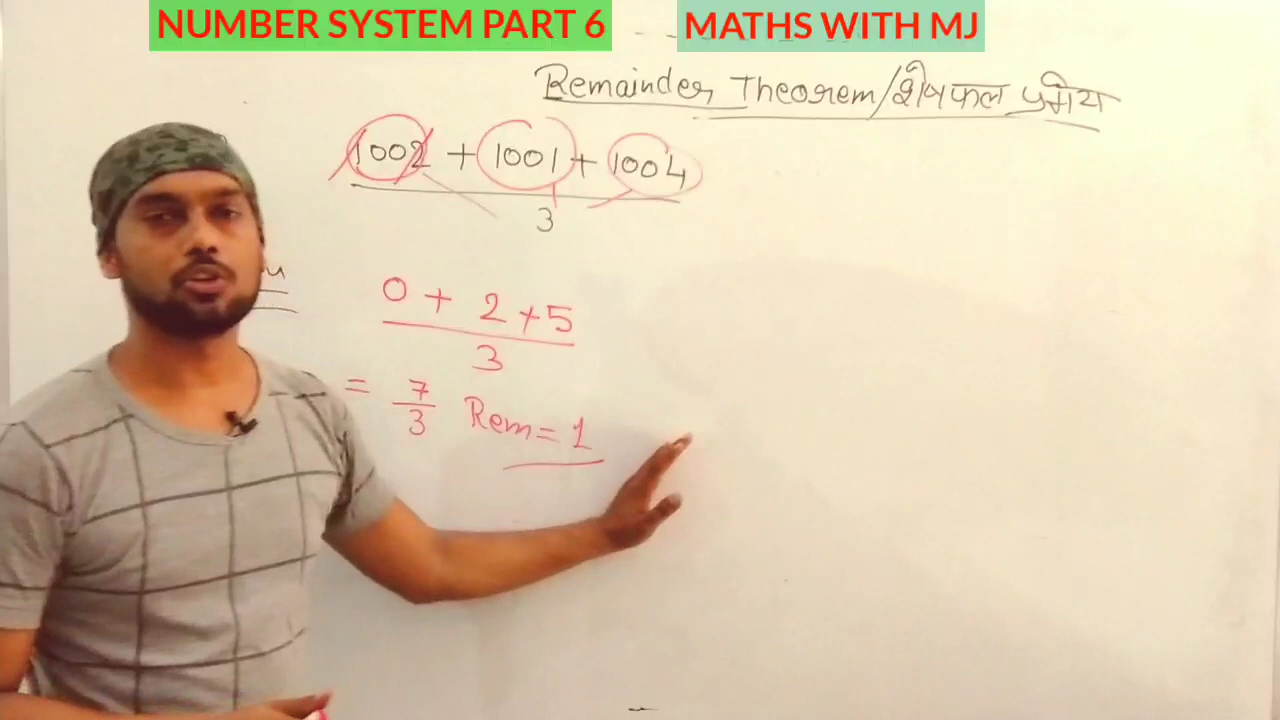 NUMBER SYSTEM PART 6
MATHS WITH MJ
Remainder Theorem/शेषफल प्रमेय
1002 + 1001 + 1004
3
0 + 2 + 5
3
= 7
3
Rem = 1